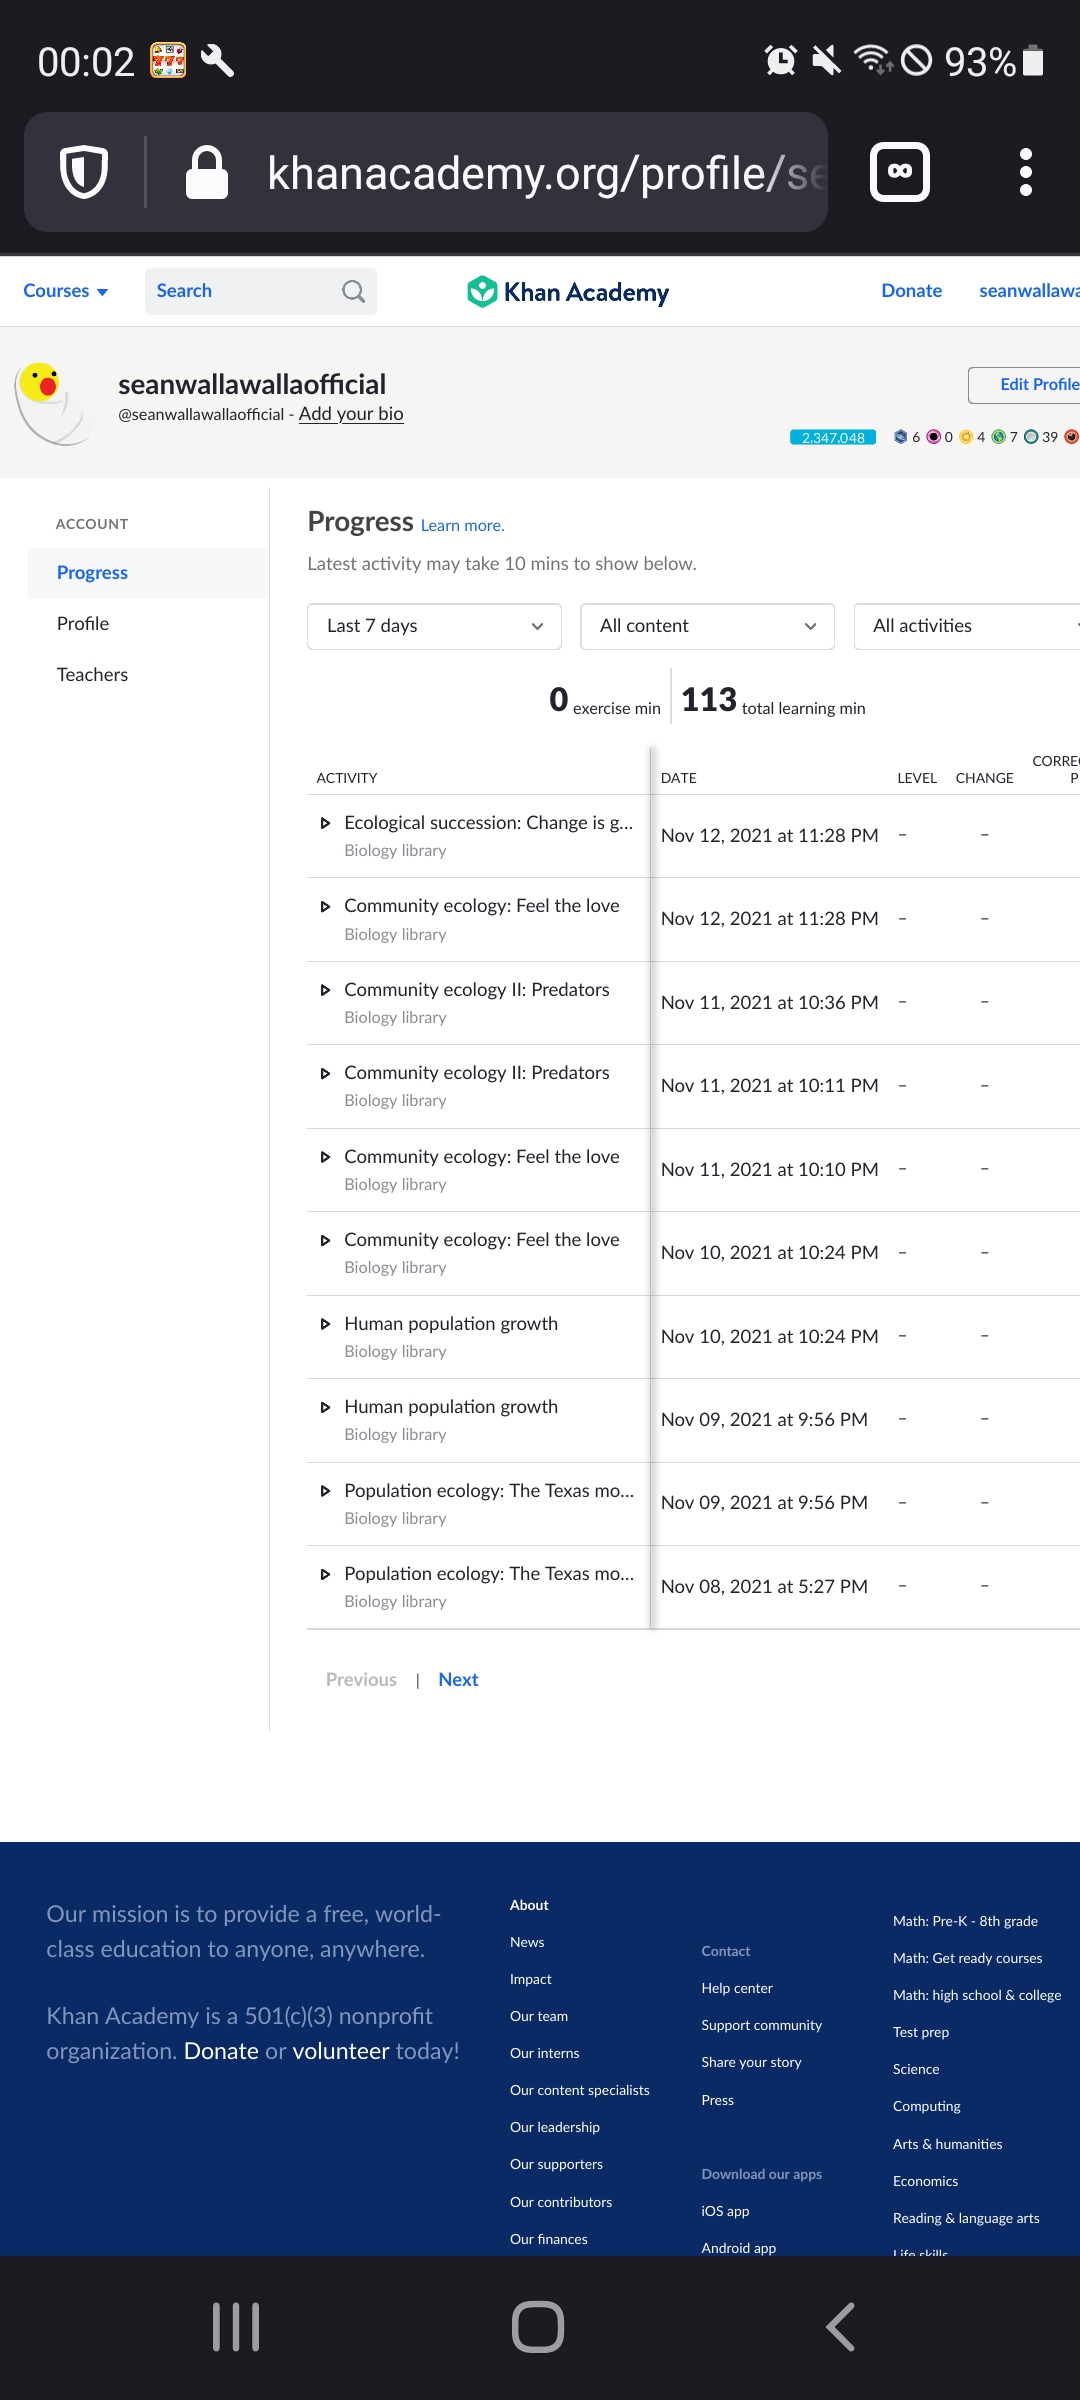 00:02
93%
khanacademy.org/profile/se
Courses
Search
Khan Academy
Donate
seanwallawa
seanwallawallaofficial
@seanwallawallaofficial - Add your bio
Edit Profile
2,347,048
6 0 4 7 39
ACCOUNT
Progress
Profile
Teachers
Progress Learn more.
Latest activity may take 10 mins to show below.
Last 7 days
All content
All activities
0 exercise min
113 total learning min
ACTIVITY
DATE
LEVEL
CHANGE
CORREC
P
Ecological succession: Change is g...
Biology library
Nov 12, 2021 at 11:28 PM – –
Community ecology: Feel the love
Biology library
Nov 12, 2021 at 11:28 PM – –
Community ecology II: Predators
Biology library
Nov 11, 2021 at 10:36 PM – –
Community ecology II: Predators
Biology library
Nov 11, 2021 at 10:11 PM – –
Community ecology: Feel the love
Biology library
Nov 11, 2021 at 10:10 PM – –
Community ecology: Feel the love
Biology library
Nov 10, 2021 at 10:24 PM – –
Human population growth
Biology library
Nov 10, 2021 at 10:24 PM – –
Human population growth
Biology library
Nov 09, 2021 at 9:56 PM – –
Population ecology: The Texas mo...
Biology library
Nov 09, 2021 at 9:56 PM – –
Population ecology: The Texas mo...
Biology library
Nov 08, 2021 at 5:27 PM – –
Previous | Next
Our mission is to provide a free, world-
class education to anyone, anywhere.
Khan Academy is a 501(c)(3) nonprofit
organization. Donate or volunteer today!
About
News
Impact
Our team
Our interns
Our content specialists
Our leadership
Our supporters
Our contributors
Our finances
Contact
Help center
Support community
Share your story
Press
Download our apps
iOS app
Android app
Math: Pre-K - 8th grade
Math: Get ready courses
Math: high school & college
Test prep
Science
Computing
Arts & humanities
Economics
Reading & language arts
Life skills